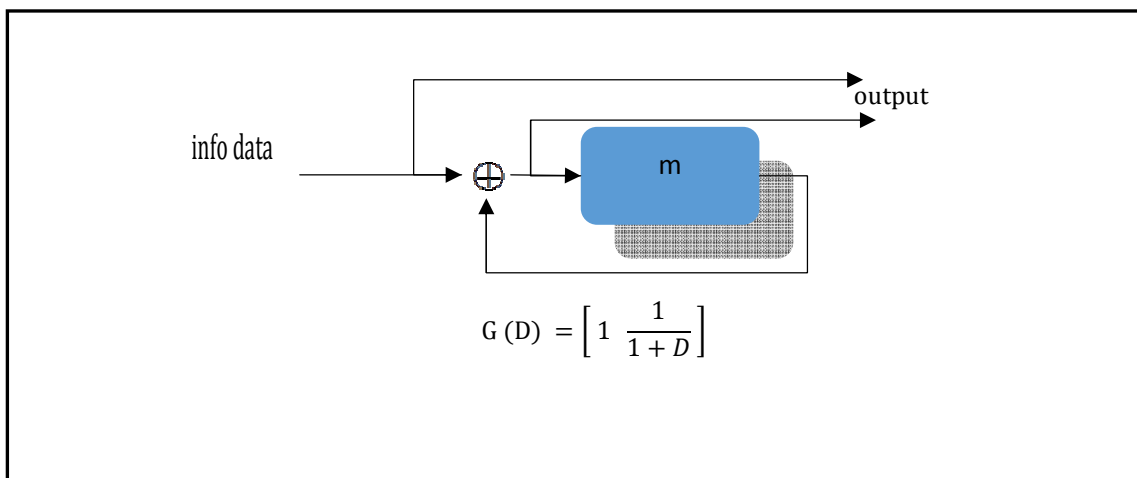 output
info data
m
G (D) = [ 1 1/(1 + D) ]